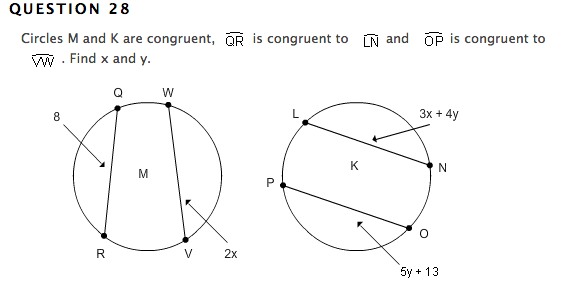 QUESTION 28
Circles M and K are congruent, QR is congruent to LN and OP is congruent to
VW . Find x and y.
Q W
8
L
3x + 4y
M
K
N
P
R
V
2x
O
5y + 13